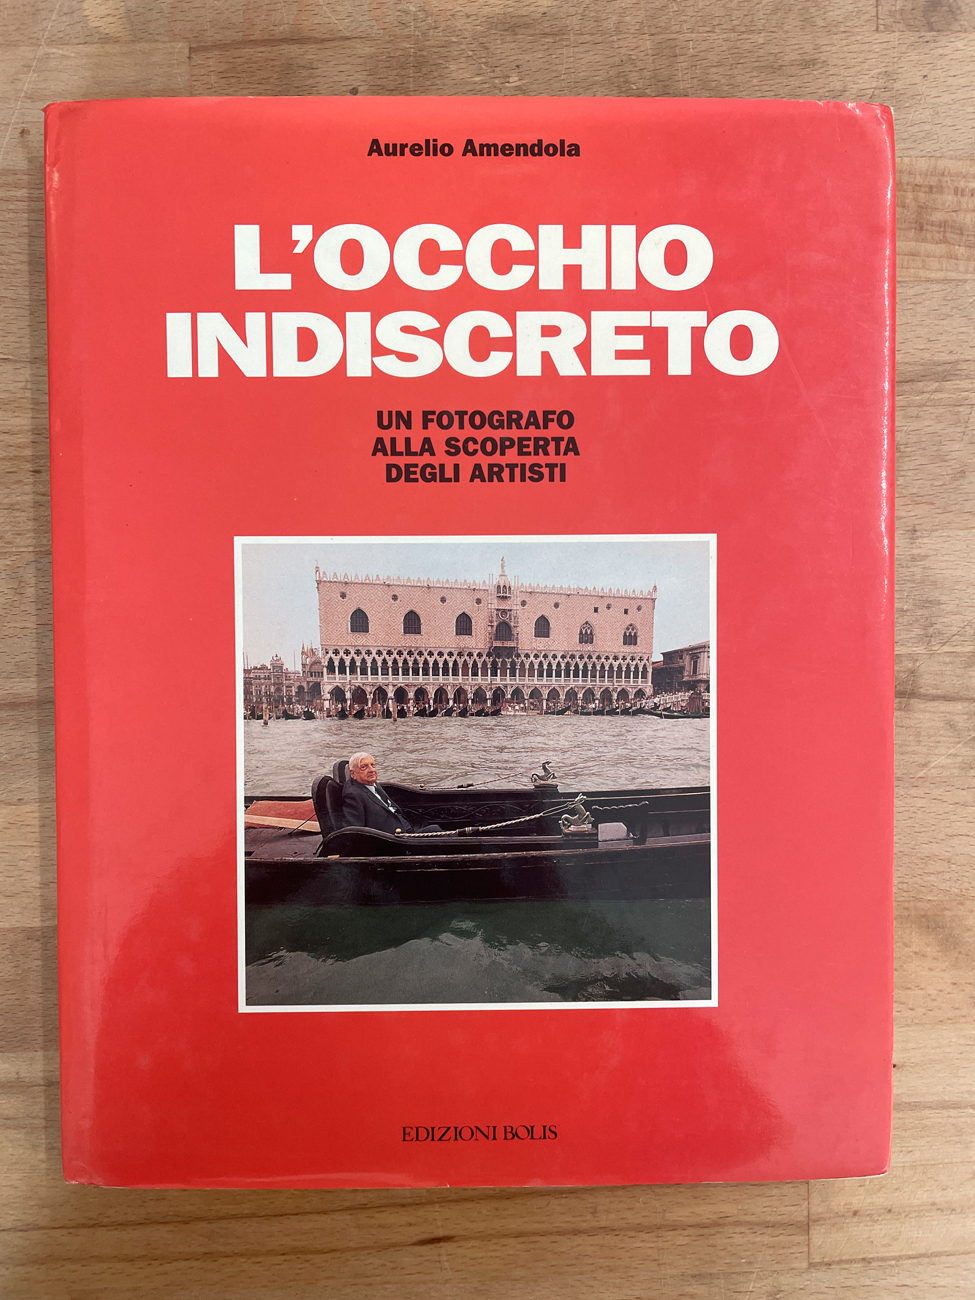 Aurelio Amendola
L'OCCHIO
INDISCRETO
UN FOTOGRAFO
ALLA SCOPERTA
DEGLI ARTISTI
EDIZIONI BOLIS